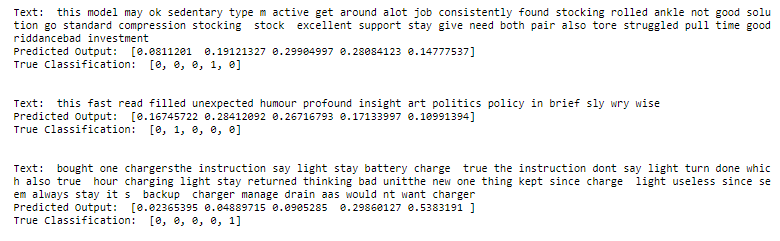 Text:  this model may ok sedentary type m active get around alot job consistently found stocking rolled ankle not good solu
tion go standard compression stocking  stock  excellent support stay give need both pair also tore struggled pull time good
riddancebad investment
Predicted Output:  [0.0811201  0.19121327 0.29904997 0.28084123 0.14777537]
True Classification:  [0, 0, 0, 1, 0]
Text:  this fast read filled unexpected humour profound insight art politics policy in brief sly wry wise
Predicted Output:  [0.16745722 0.28412092 0.26716793 0.17133997 0.10991394]
True Classification:  [0, 1, 0, 0, 0]
Text:  bought one chargersthe instruction say light stay battery charge  true the instruction dont say light turn done whic
h also true  hour charging light stay returned thinking bad unitthe new one thing kept since charge  light useless since se
em always stay it s  backup  charger manage drain aas would nt want charger
Predicted Output:  [0.02365395 0.04889715 0.0905285  0.29860127 0.5383191 ]
True Classification:  [0, 0, 0, 0, 1]